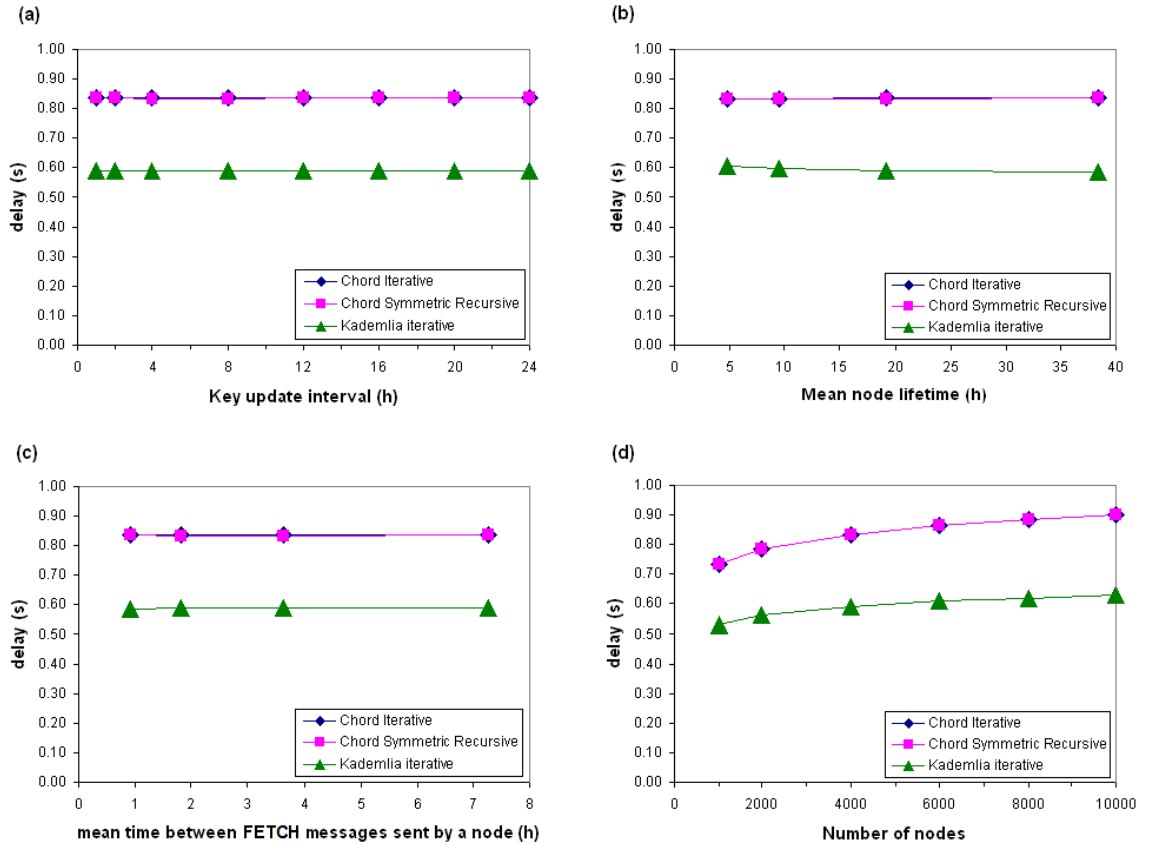 (a)
1.00
0.90
0.80
0.70
0.60
0.50
0.40
0.30
0.20
0.10
0.00
delay (s)
Chord Iterative
Chord Symmetric Recursive
Kademlia iterative
0 4 8 12 16 20 24
Key update interval (h)
(b)
1.00
0.90
0.80
0.70
0.60
0.50
0.40
0.30
0.20
0.10
0.00
delay (s)
Chord Iterative
Chord Symmetric Recursive
Kademlia iterative
0 5 10 15 20 25 30 35 40
Mean node lifetime (h)
(c)
1.00
0.90
0.80
0.70
0.60
0.50
0.40
0.30
0.20
0.10
0.00
delay (s)
Chord Iterative
Chord Symmetric Recursive
Kademlia iterative
0 1 2 3 4 5 6 7 8
mean time between FETCH messages sent by a node (h)
(d)
1.00
0.90
0.80
0.70
0.60
0.50
0.40
0.30
0.20
0.10
0.00
delay (s)
Chord Iterative
Chord Symmetric Recursive
Kademlia iterative
0 2000 4000 6000 8000 10000
Number of nodes